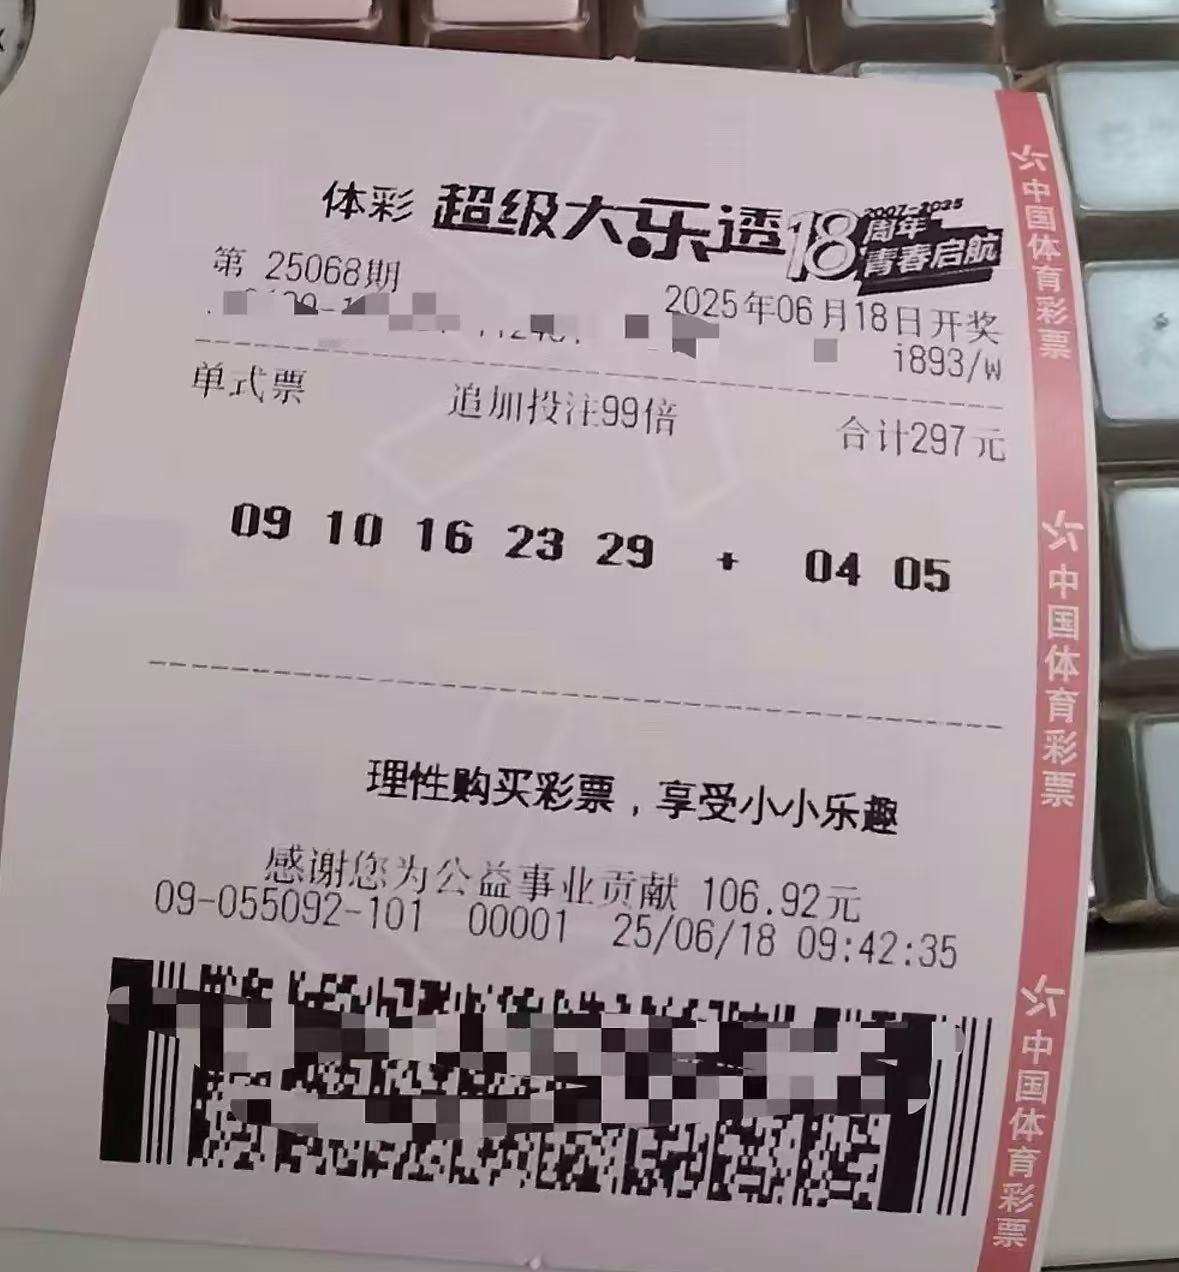 体彩 超级大乐透 18 2007-2025 周年 青春启航
第 25068期
2025年06月18日开奖
i893/W
单式票 追加投注99倍 合计297元
09 10 16 23 29 + 04 05
理性购买彩票，享受小小乐趣
感谢您为公益事业贡献 106.92元
09-055092-101 00001 25/06/18 09:42:35
中国体育彩票
中国体育彩票
中国体育彩票